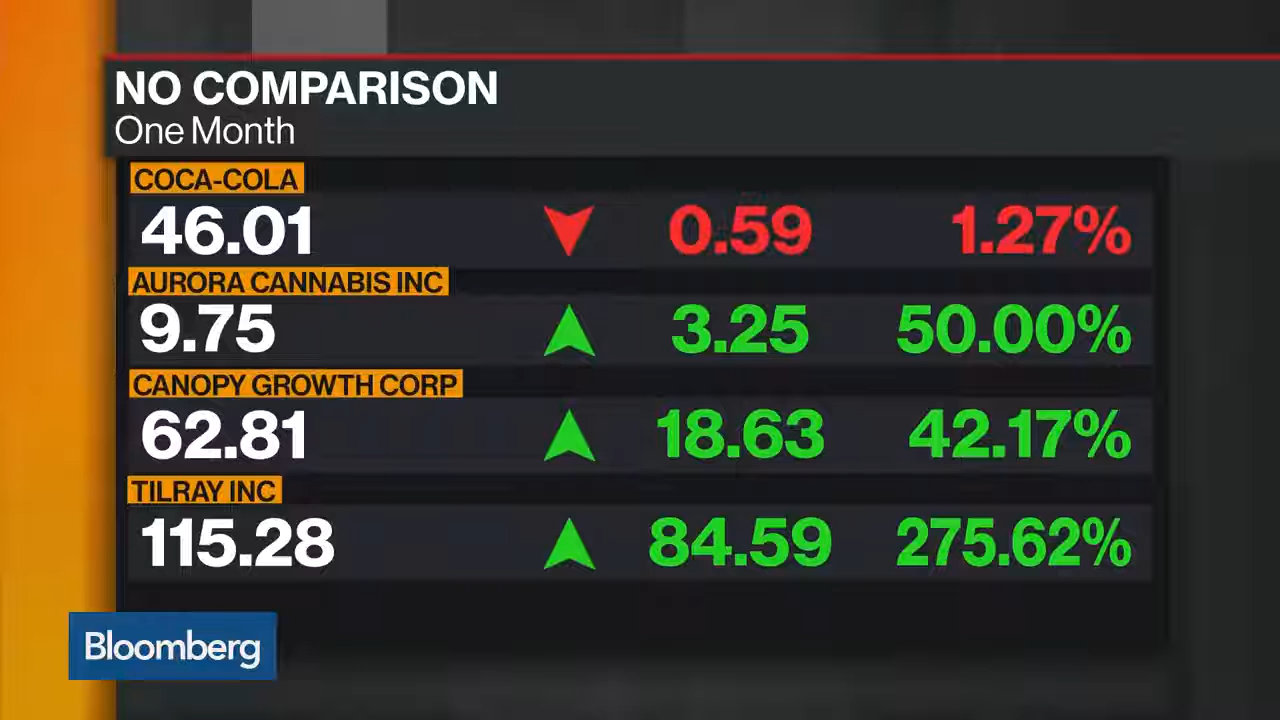 NO COMPARISON
One Month
COCA-COLA
46.01 ▼ 0.59 1.27%
AURORA CANNABIS INC
9.75 ▲ 3.25 50.00%
CANOPY GROWTH CORP
62.81 ▲ 18.63 42.17%
TILRAY INC
115.28 ▲ 84.59 275.62%
Bloomberg